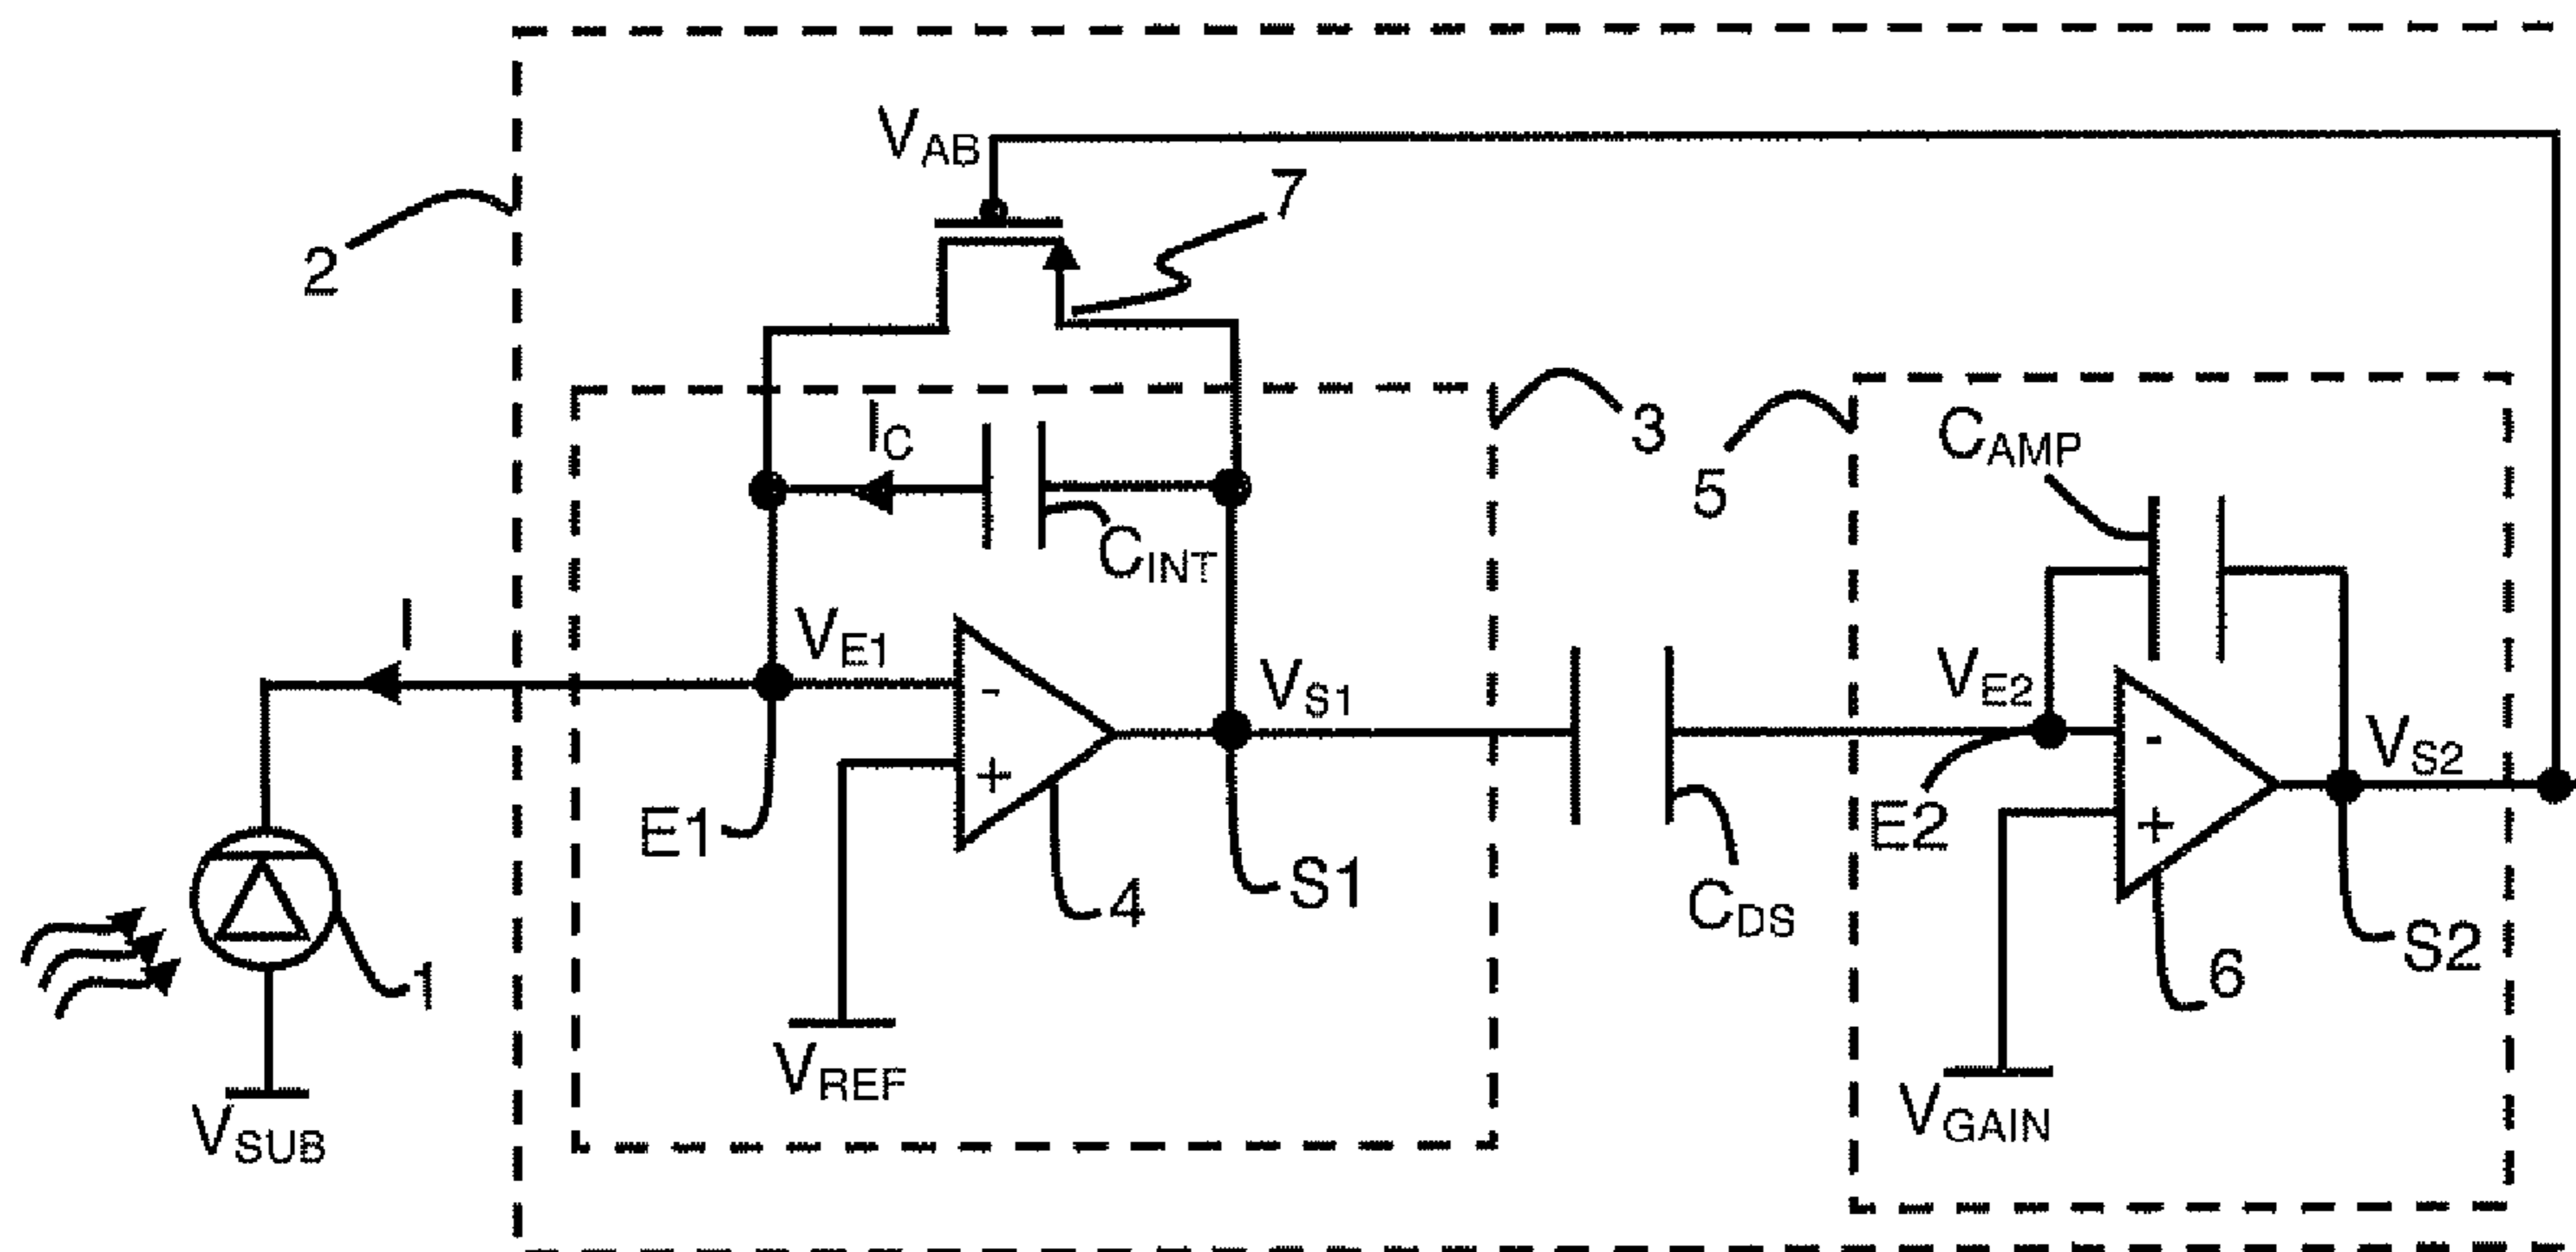 V_AB
7
2
I_C
3
5
C_AMP
C_INT
I
V_E1
V_S1
V_E2
V_S2
-
-
+
+
E1
E2
S1
4
C_DS
S2
6
1
V_REF
V_SUB
V_GAIN